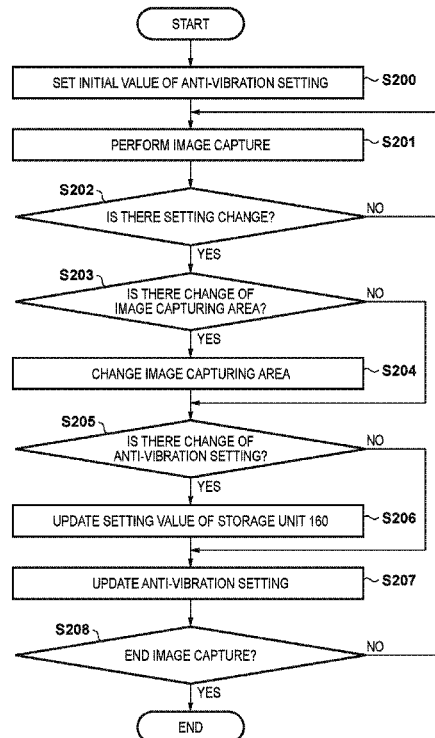 START
SET INITIAL VALUE OF ANTI-VIBRATION SETTING
S200
PERFORM IMAGE CAPTURE
S201
S202
IS THERE SETTING CHANGE?
NO
YES
S203
IS THERE CHANGE OF
IMAGE CAPTURING AREA?
NO
YES
CHANGE IMAGE CAPTURING AREA
S204
S205
IS THERE CHANGE OF
ANTI-VIBRATION SETTING?
NO
YES
UPDATE SETTING VALUE OF STORAGE UNIT 160
S206
UPDATE ANTI-VIBRATION SETTING
S207
S208
END IMAGE CAPTURE?
NO
YES
END